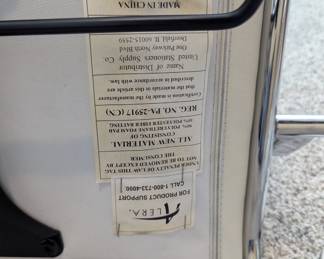 ALERA.
FOR PRODUCT SUPPORT
CALL 1-800-733-4000
UNDER PENALTY OF LAW THIS TAG
NOT TO BE REMOVED EXCEPT BY
THE CONSUMER
ALL NEW MATERIAL
CONSISTING OF
POLYURETHANE FOAM PAD
POLYESTER FIBER BATTING
REG. NO. PA-25917 (CN)
Certification is made by the manufacturer
that the materials in this article are
described in accordance with law.
Name of Distributor
United Stationers Supply Co
One Parkway North Blvd
Deerfield, IL 60015-2559
MADE IN CHINA